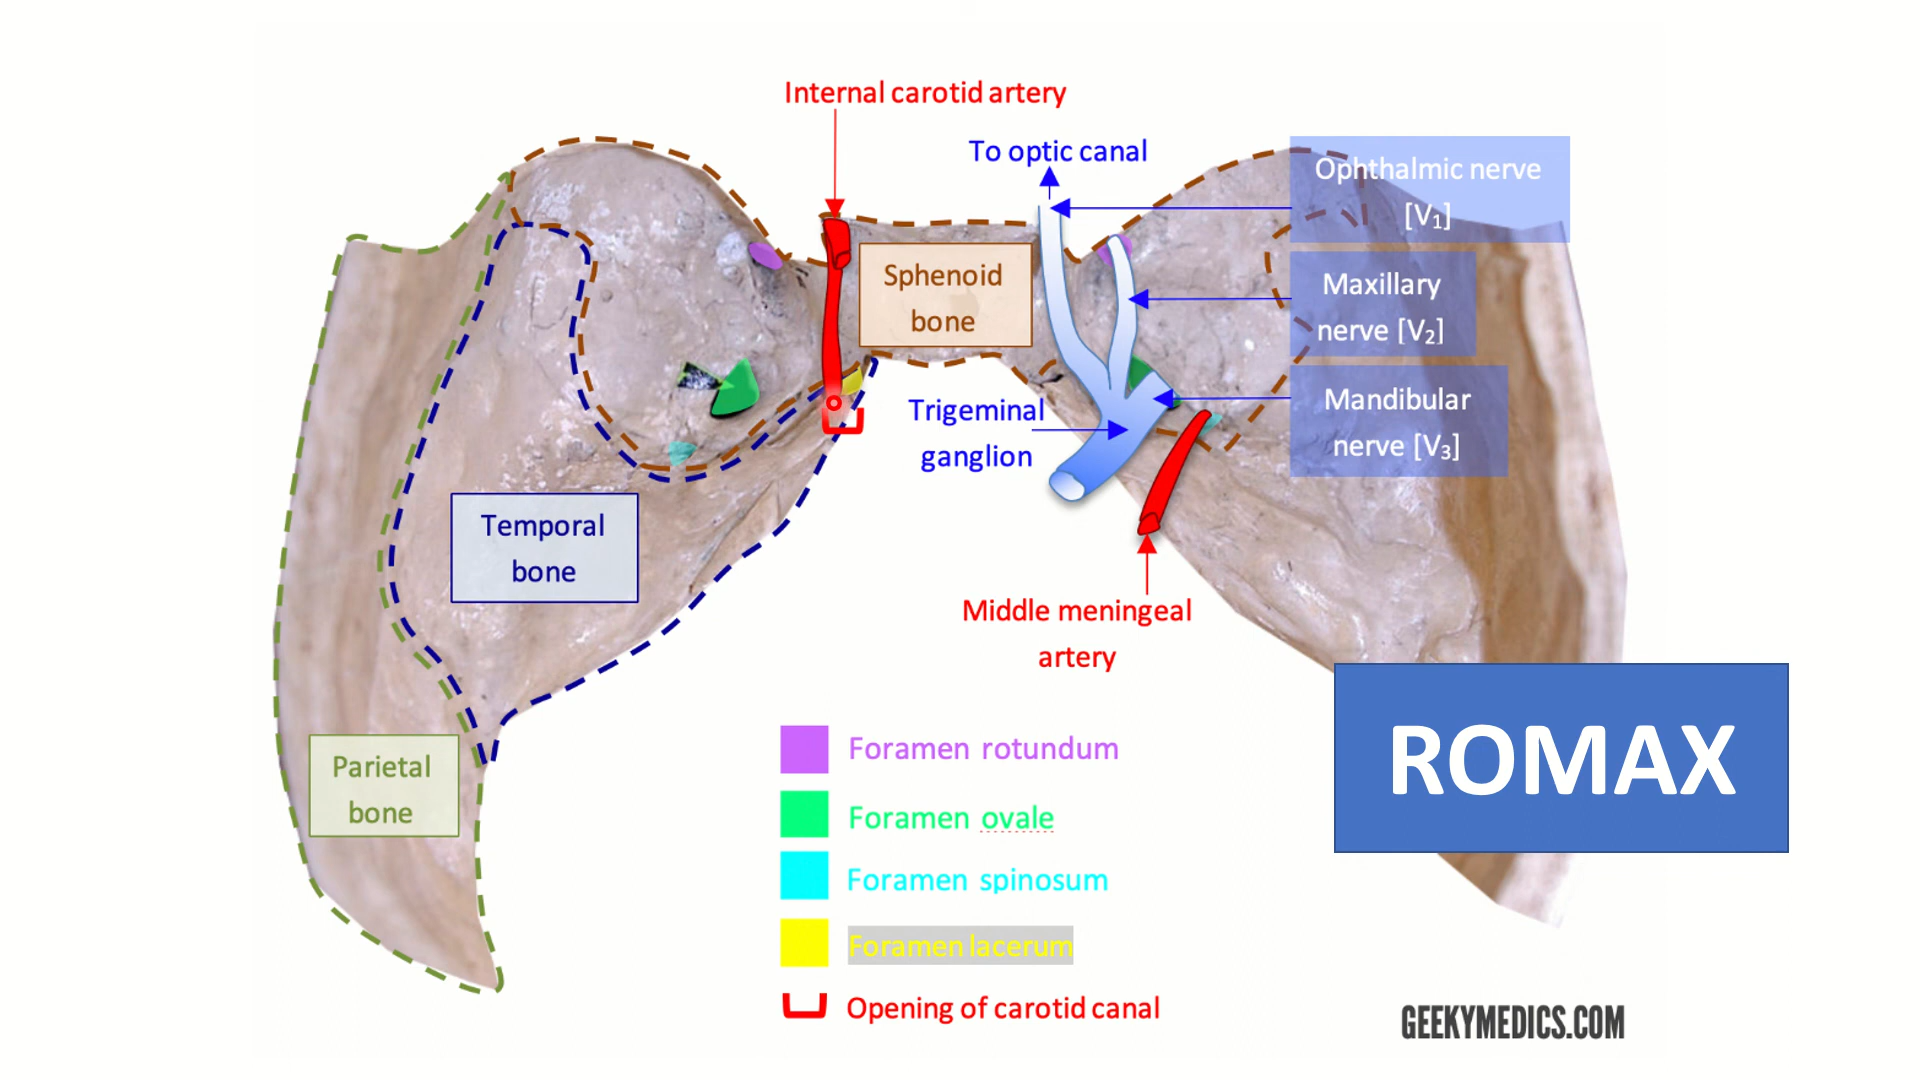 Internal carotid artery
To optic canal
Ophthalmic nerve
[V₁]
Sphenoid
bone
Maxillary
nerve [V₂]
Mandibular
nerve [V₃]
Trigeminal
ganglion
Temporal
bone
Middle meningeal
artery
Parietal
bone
Foramen rotundum
Foramen ovale
Foramen spinosum
Foramen lacerum
Opening of carotid canal
ROMAX
GEEKYMEDICS.COM